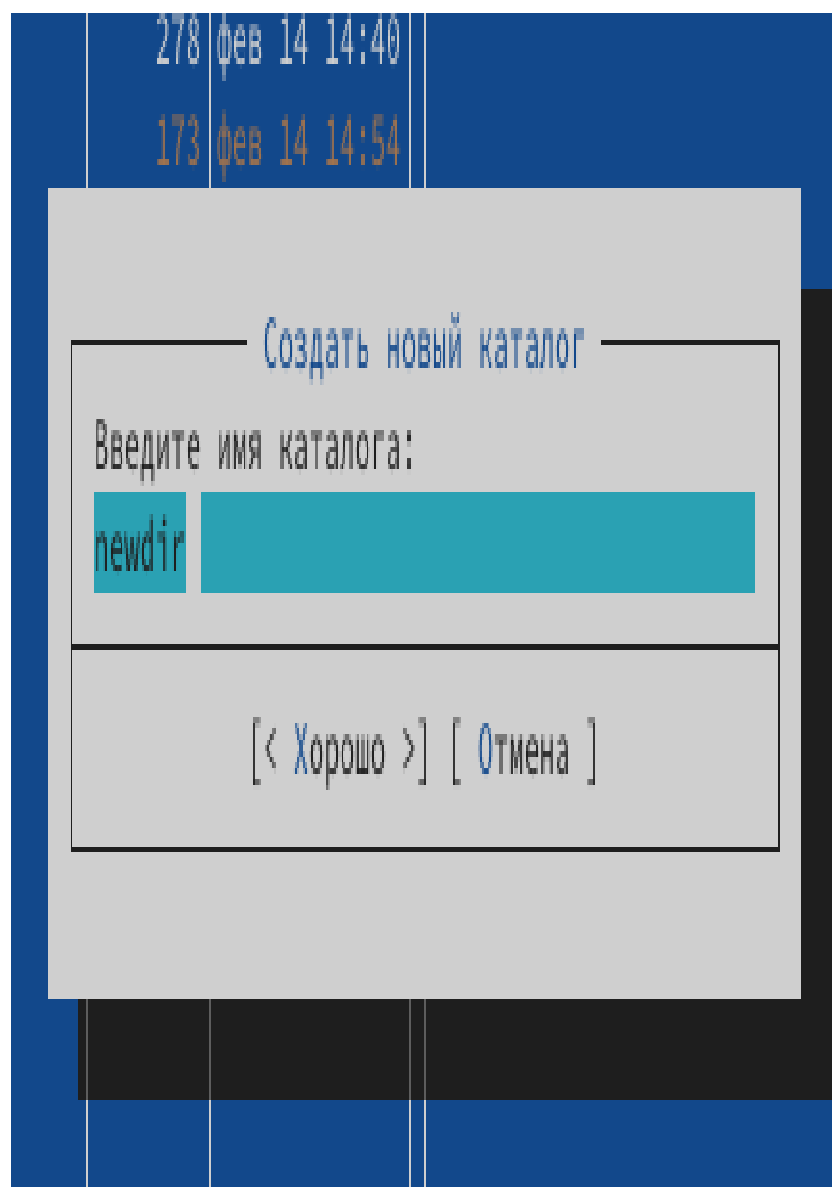 278 фев 14 14:40
173 фев 14 14:54
Создать новый каталог
Введите имя каталога:
newdir
[< Хорошо >] [ Отмена ]